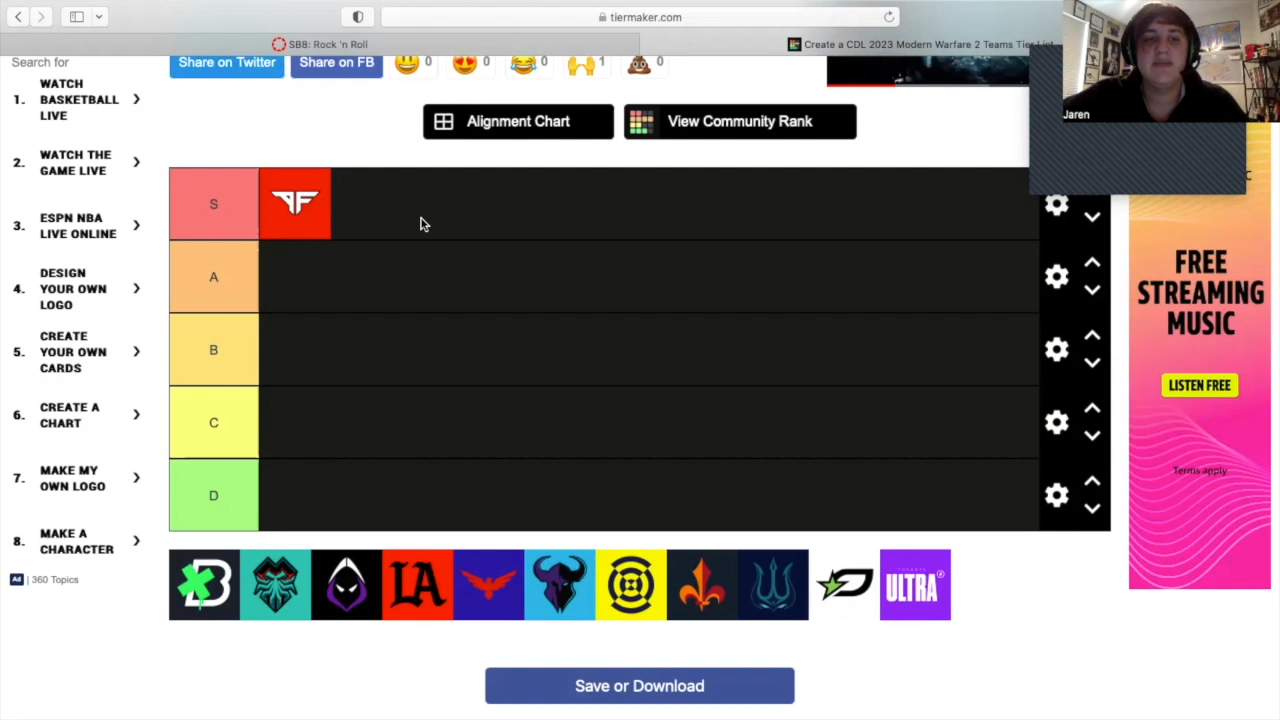 tiermaker.com
SB8: Rock 'n Roll
Create a CDL 2023 Modern Warfare 2 Teams Tier List
Search for
Share on Twitter
Share on FB
0
0
0
1
0
1. WATCH
BASKETBALL
LIVE
2. WATCH THE
GAME LIVE
3. ESPN NBA
LIVE ONLINE
4. DESIGN
YOUR OWN
LOGO
5. CREATE
YOUR OWN
CARDS
6. CREATE A
CHART
7. MAKE MY
OWN LOGO
8. MAKE A
CHARACTER
Ad | 360 Topics
Alignment Chart
View Community Rank
S
A
B
C
D
B
LA
TORONTO
ULTRA
Save or Download
Jaren
FREE
STREAMING
MUSIC
LISTEN FREE
Terms apply